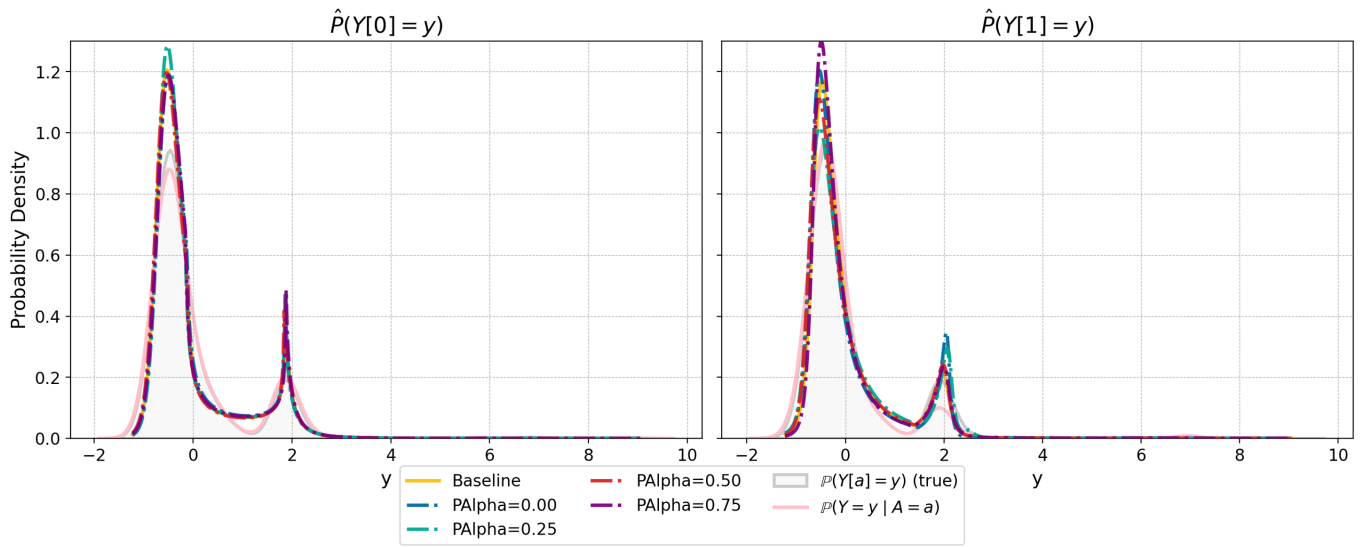 P̂(Y[0] = y)
P̂(Y[1] = y)
Probability Density
1.2
1.0
0.8
0.6
0.4
0.2
0.0
−2 0 2 4 6 8 10
−2 0 2 4 6 8 10
y
y
Baseline
PAlpha=0.00
PAlpha=0.25
PAlpha=0.50
PAlpha=0.75
ℙ(Y[a] = y) (true)
ℙ(Y = y | A = a)